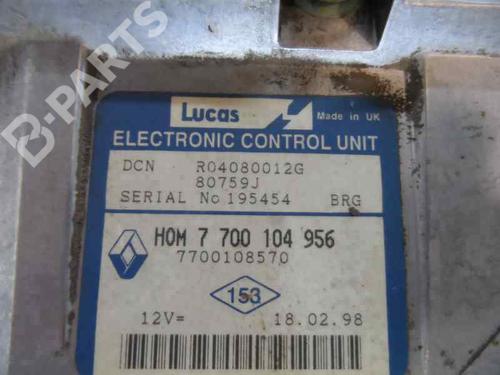 B-PARTS
Lucas
Made in UK
ELECTRONIC CONTROL UNIT
DCN R04080012G
80759J
SERIAL No 195454 BRG
HOM 7 700 104 956
7700108570
153
12V= 18.02.98